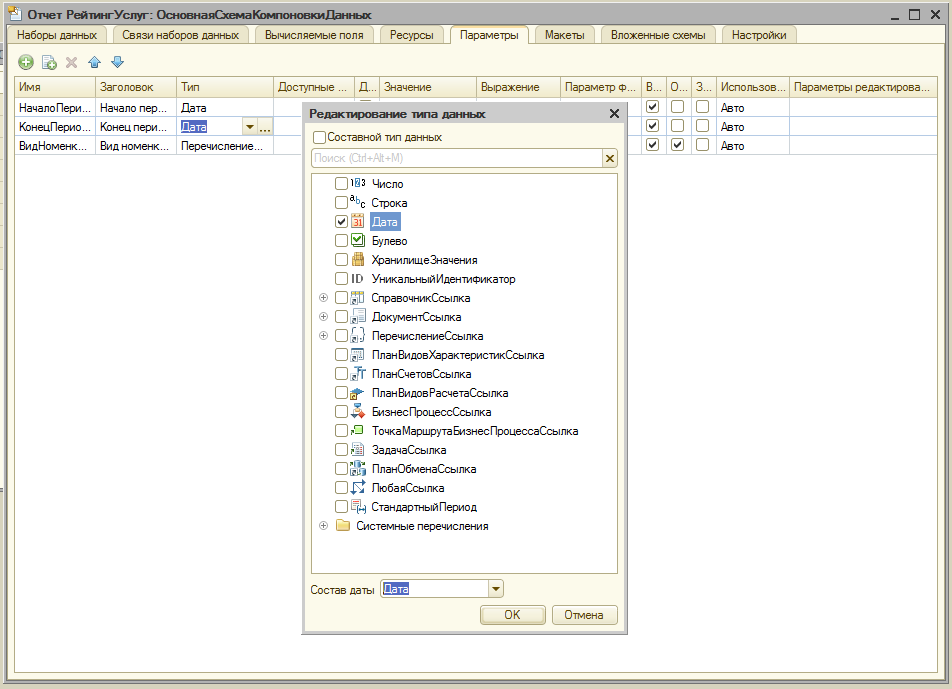 Отчет РейтингУслуг: ОсновнаяСхемаКомпоновкиДанных
Наборы данных Связи наборов данных Вычисляемые поля Ресурсы Параметры Макеты Вложенные схемы Настройки
Имя Заголовок Тип Доступные ... Д... Значение Выражение Параметр ф... В... О... З... Использов... Параметры редактирова...
НачалоПери... Начало пер... Дата Авто
КонецПерио... Конец пери... Дата ... Авто
ВидНоменк... Вид номенк... Перечисление... Авто
Редактирование типа данных
Составной тип данных
Поиск (Ctrl+Alt+M)
Число
Строка
31 Дата
Булево
ХранилищеЗначения
ID УникальныйИдентификатор
СправочникСсылка
ДокументСсылка
ПеречислениеСсылка
ПланВидовХарактеристикСсылка
ПланСчетовСсылка
ПланВидовРасчетаСсылка
БизнесПроцессСсылка
ТочкаМаршрутаБизнесПроцессаСсылка
ЗадачаСсылка
ПланОбменаСсылка
ЛюбаяСсылка
СтандартныйПериод
Системные перечисления
Состав даты Дата
OK Отмена